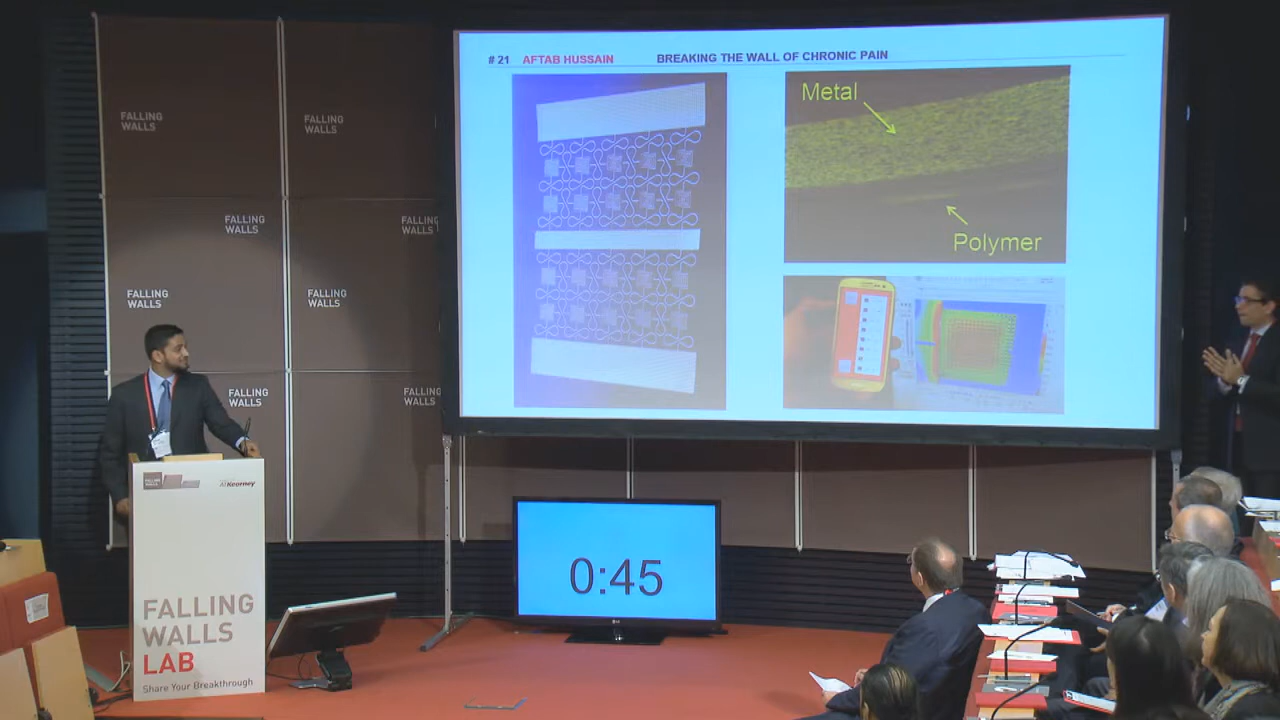 # 21 AFTAB HUSSAIN BREAKING THE WALL OF CHRONIC PAIN
Metal
Polymer
FALLING
WALLS
FALLING
WALLS
FALLING
WALLS
FALLING
WALLS
FALLING
WALLS
FALLING
WALLS
FALLING
WALLS
FALLING
WALLS
0:45
LG
ATKearney
FALLING
WALLS
LAB
Share Your Breakthrough